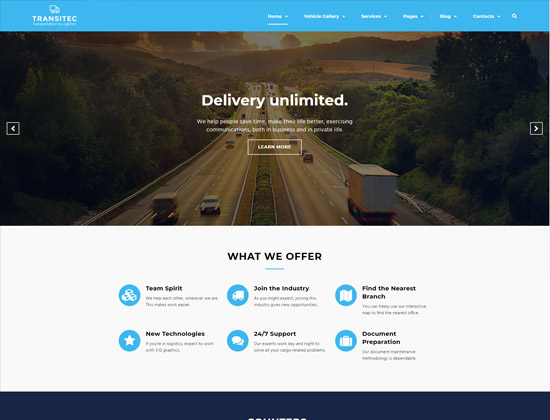 TRANSITEC
Transportation & Logistics
Home
Vehicle Gallery
Services
Pages
Blog
Contacts
Delivery unlimited.
We help people save time, make their life better, exercising
communications, both in business and in private life.
LEARN MORE
WHAT WE OFFER
Team Spirit
We help each other, wherever we are.
This makes work easier.
Join the Industry
As you might expect, joining this
industry gives new opportunities.
Find the Nearest
Branch
You can freely use our interactive
map to find the nearest office.
New Technologies
If you're in logistics, expect to work
with 3-D graphics.
24/7 Support
Our experts work day and night to
solve all your cargo-related problems.
Document
Preparation
Our document maintenance
methodology is dependable.
COUNTERS